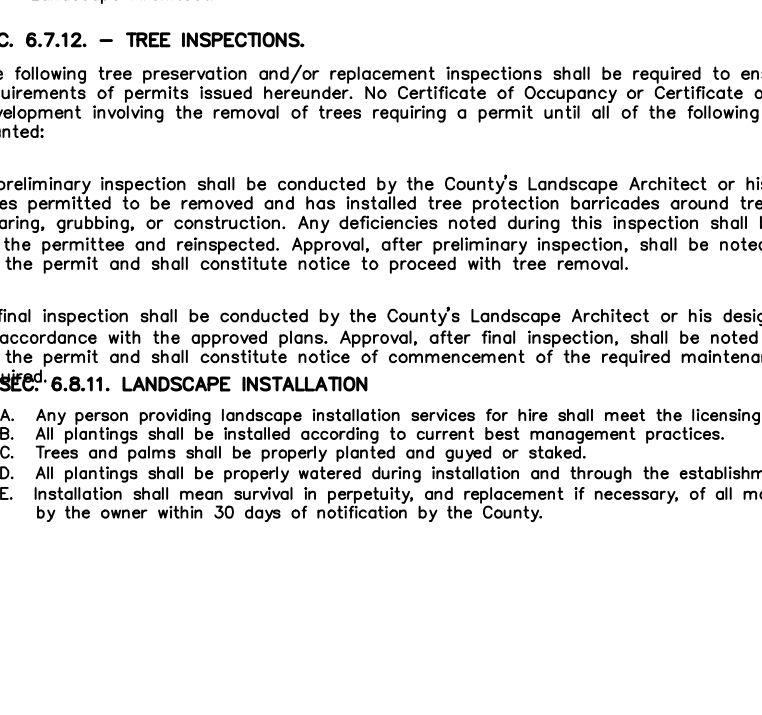 C. 6.7.12. – TREE INSPECTIONS.
e following tree preservation and/or replacement inspections shall be required to en
uirements of permits issued hereunder. No Certificate of Occupancy or Certificate o
velopment involving the removal of trees requiring a permit until all of the following
nted:
preliminary inspection shall be conducted by the County's Landscape Architect or his
es permitted to be removed and has installed tree protection barricades around tre
aring, grubbing, or construction. Any deficiencies noted during this inspection shall b
the permittee and reinspected. Approval, after preliminary inspection, shall be noted
the permit and shall constitute notice to proceed with tree removal.
final inspection shall be conducted by the County's Landscape Architect or his desig
accordance with the approved plans. Approval, after final inspection, shall be noted
the permit and shall constitute notice of commencement of the required maintenan
uired.
SEC. 6.8.11. LANDSCAPE INSTALLATION
A. Any person providing landscape installation services for hire shall meet the licensing
B. All plantings shall be installed according to current best management practices.
C. Trees and palms shall be properly planted and guyed or staked.
D. All plantings shall be properly watered during installation and through the establishm
E. Installation shall mean survival in perpetuity, and replacement if necessary, of all ma
by the owner within 30 days of notification by the County.